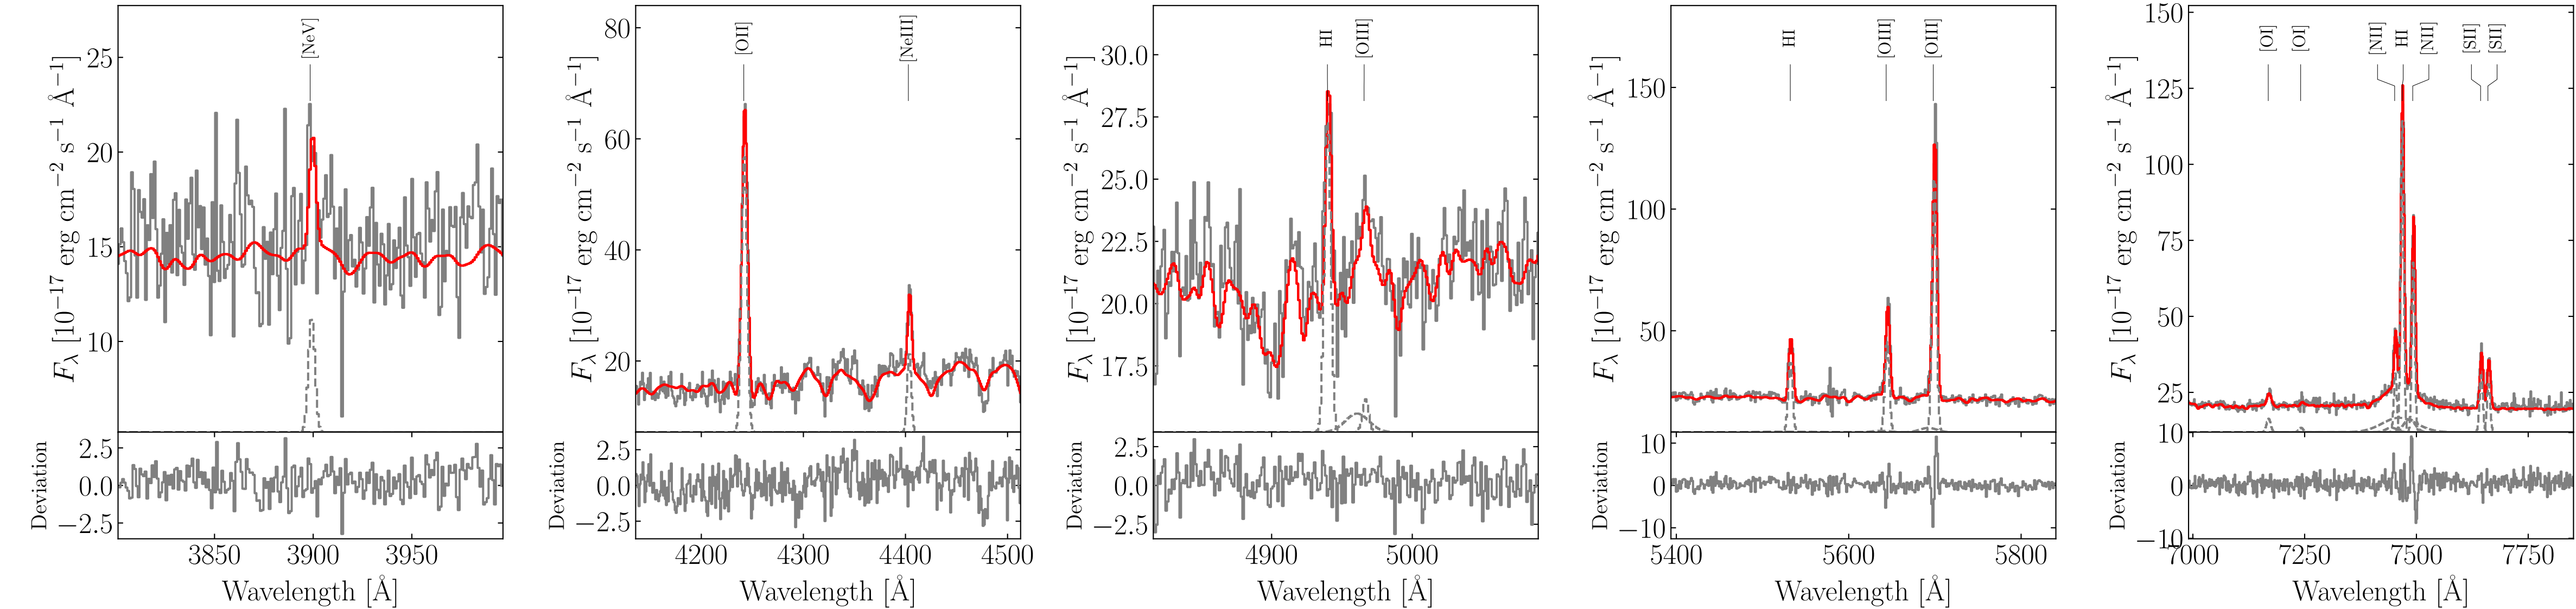 [NeV]
25
20
15
10
F_λ [10^−17 erg cm^−2 s^−1 Å^−1]
2.5
0.0
−2.5
Deviation
3850 3900 3950
Wavelength [Å]
[OII] [NeIII]
80
60
40
20
F_λ [10^−17 erg cm^−2 s^−1 Å^−1]
2.5
0.0
−2.5
Deviation
4200 4300 4400 4500
Wavelength [Å]
HI [OIII]
30.0
27.5
25.0
22.5
20.0
17.5
F_λ [10^−17 erg cm^−2 s^−1 Å^−1]
2.5
0.0
−2.5
Deviation
4900 5000
Wavelength [Å]
HI [OIII] [OIII]
150
100
50
F_λ [10^−17 erg cm^−2 s^−1 Å^−1]
10
0
−10
Deviation
5400 5600 5800
Wavelength [Å]
[OI] [OI] [NII] HI [NII] [SII] [SII]
150
125
100
75
50
25
F_λ [10^−17 erg cm^−2 s^−1 Å^−1]
10
0
−10
Deviation
7000 7250 7500 7750
Wavelength [Å]